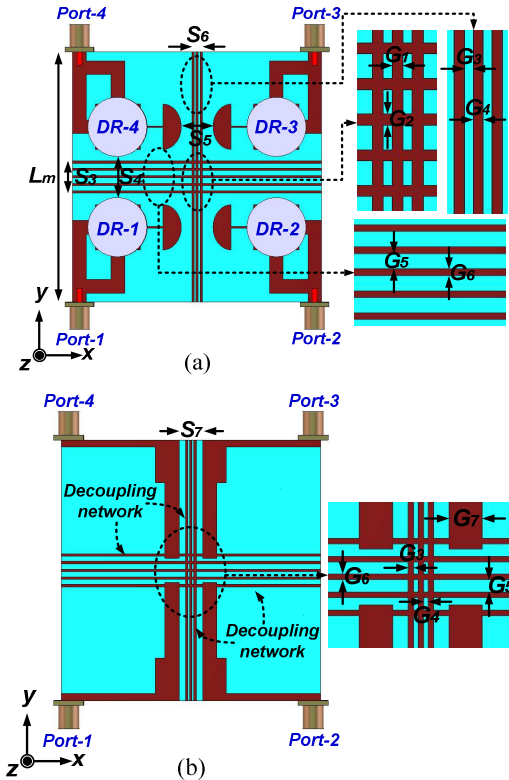 Port-4
Port-3
S6
G1
G3
G2
G4
DR-4
DR-3
S5
Lm
S3
S4
DR-1
DR-2
G5
G6
y
z
x
Port-1
Port-2
(a)
Port-4
Port-3
S7
Decoupling
network
G7
G3
G6
G5
G4
Decoupling
network
y
z
x
Port-1
Port-2
(b)